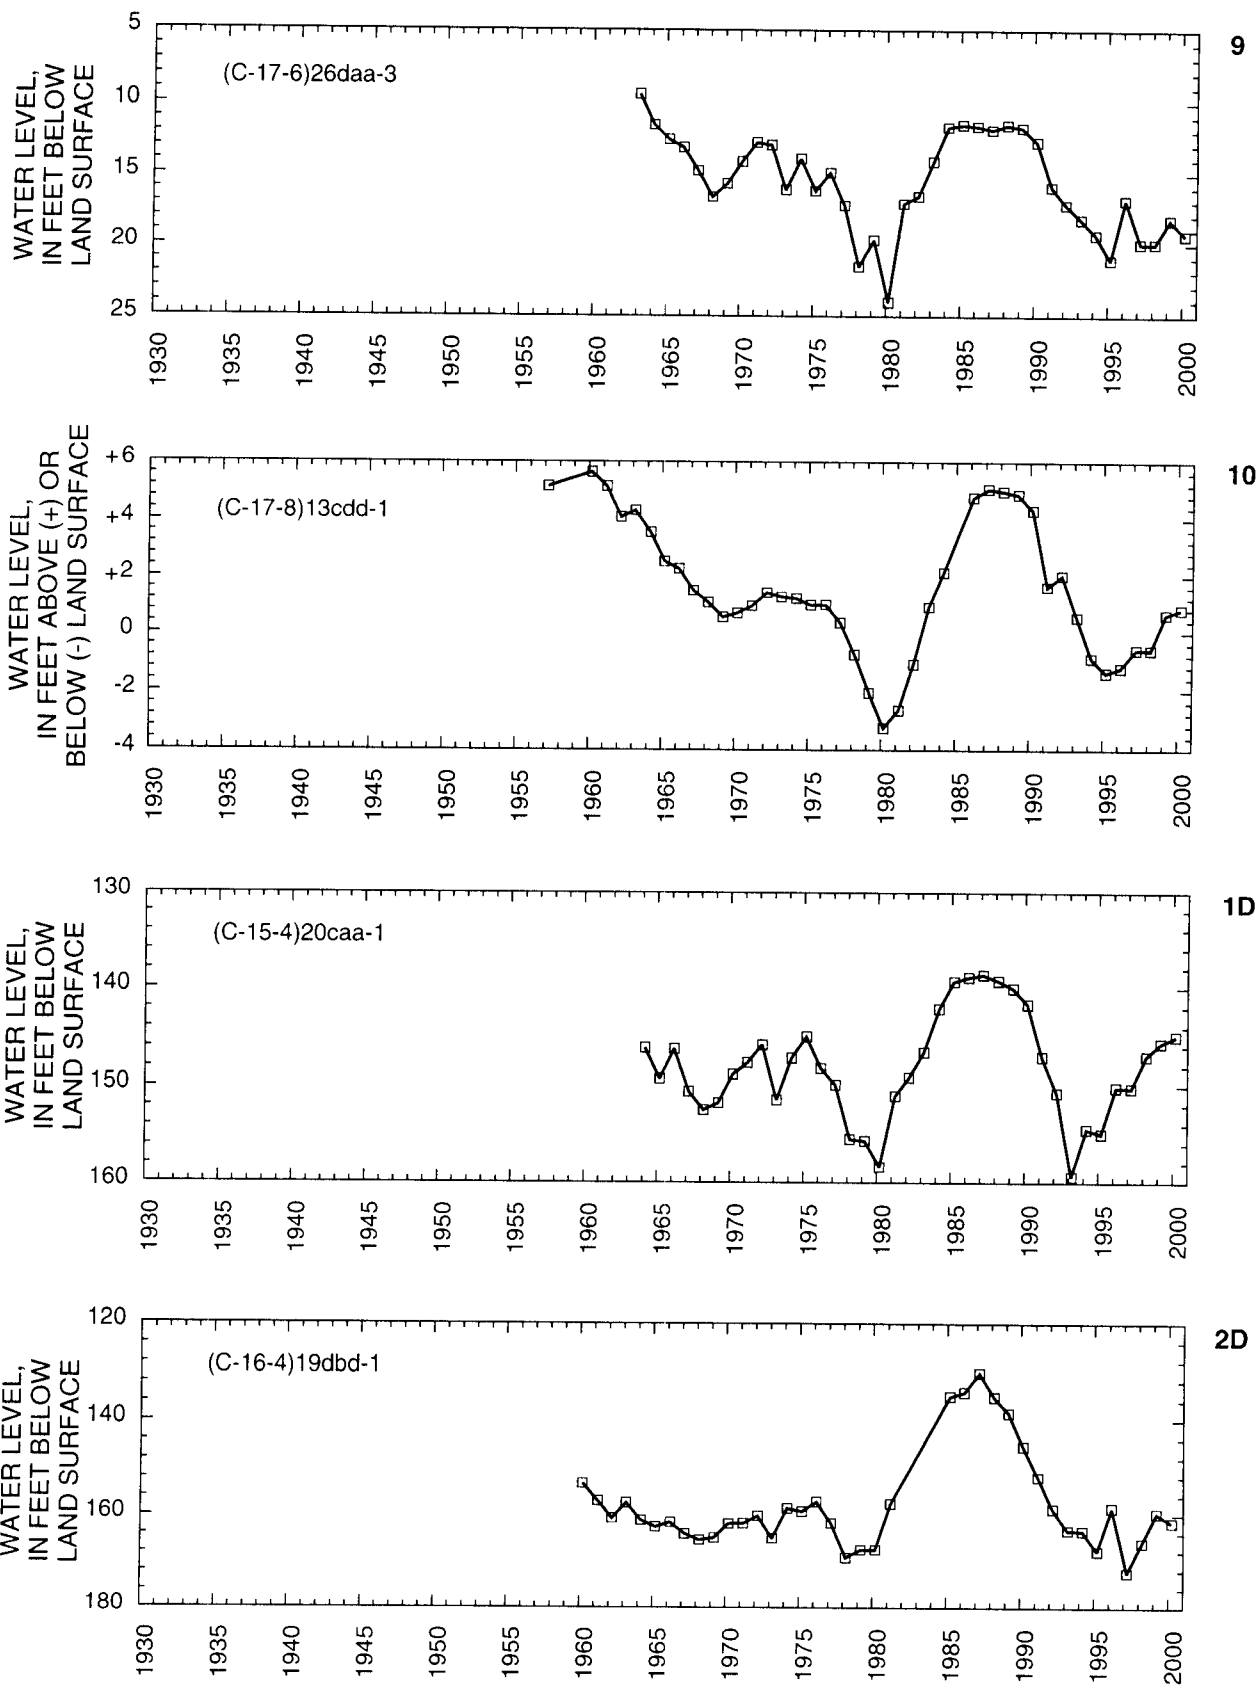 9
(C-17-6)26daa-3
WATER LEVEL,
IN FEET BELOW
LAND SURFACE
5
10
15
20
25
1930 1935 1940 1945 1950 1955 1960 1965 1970 1975 1980 1985 1990 1995 2000
10
(C-17-8)13cdd-1
WATER LEVEL,
IN FEET ABOVE (+) OR
BELOW (-) LAND SURFACE
+6
+4
+2
0
-2
-4
1930 1935 1940 1945 1950 1955 1960 1965 1970 1975 1980 1985 1990 1995 2000
1D
(C-15-4)20caa-1
WATER LEVEL,
IN FEET BELOW
LAND SURFACE
130
140
150
160
1930 1935 1940 1945 1950 1955 1960 1965 1970 1975 1980 1985 1990 1995 2000
2D
(C-16-4)19dbd-1
WATER LEVEL,
IN FEET BELOW
LAND SURFACE
120
140
160
180
1930 1935 1940 1945 1950 1955 1960 1965 1970 1975 1980 1985 1990 1995 2000